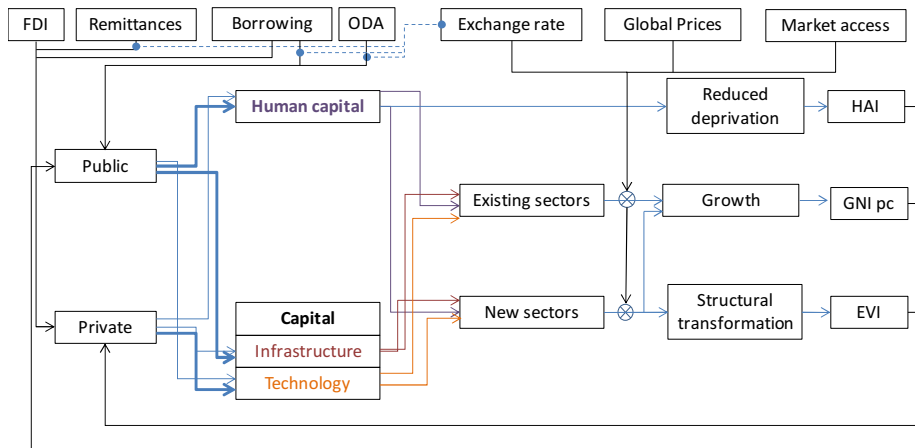 FDI
Remittances
Borrowing
ODA
Exchange rate
Global Prices
Market access
Human capital
Reduced
deprivation
HAI
Public
Existing sectors
Growth
GNI pc
Private
Capital
Infrastructure
Technology
New sectors
Structural
transformation
EVI